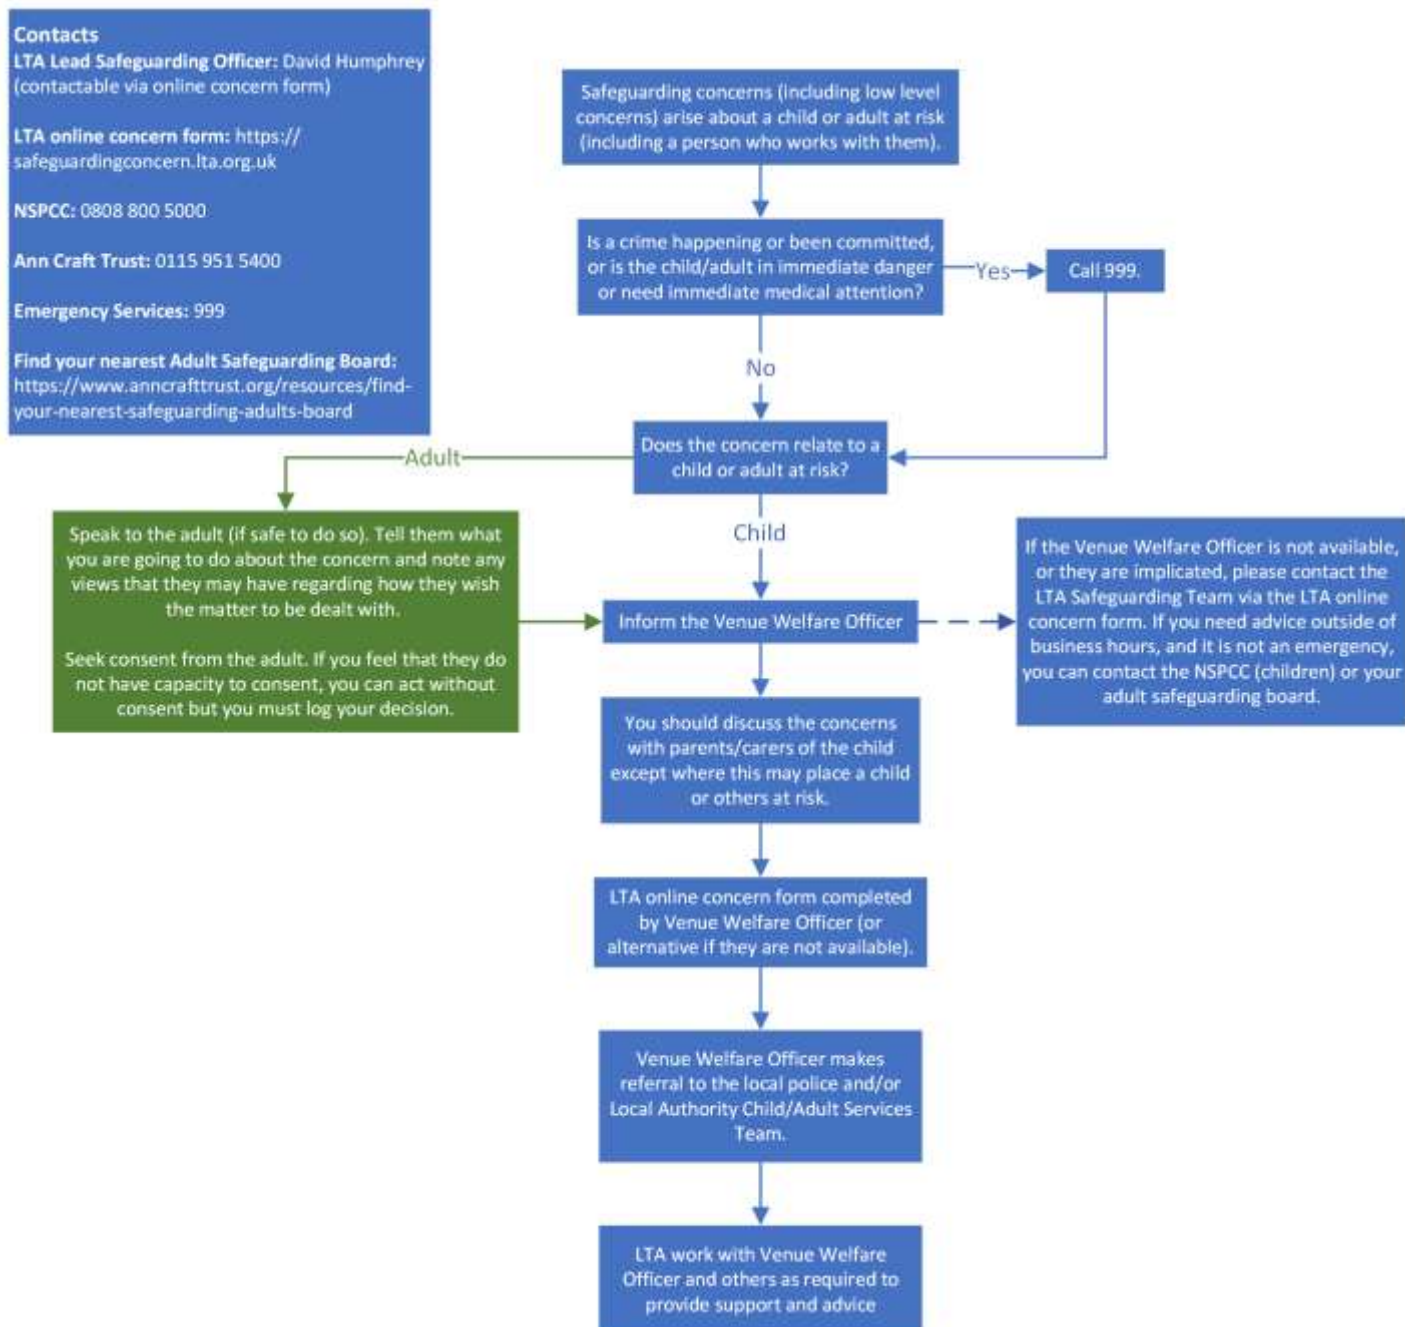 Contacts
LTA Lead Safeguarding Officer: David Humphrey
(contactable via online concern form)
LTA online concern form: https://
safeguardingconcern.lta.org.uk
NSPCC: 0808 800 5000
Ann Craft Trust: 0115 951 5400
Emergency Services: 999
Find your nearest Adult Safeguarding Board:
https://www.anncrafttrust.org/resources/find-
your-nearest-safeguarding-adults-board
Safeguarding concerns (including low level
concerns) arise about a child or adult at risk
(including a person who works with them).
Is a crime happening or been committed,
or is the child/adult in immediate danger
or need immediate medical attention?
Yes
Call 999.
No
Does the concern relate to a
child or adult at risk?
Adult
Child
Speak to the adult (if safe to do so). Tell them what
you are going to do about the concern and note any
views that they may have regarding how they wish
the matter to be dealt with.
Seek consent from the adult. If you feel that they do
not have capacity to consent, you can act without
consent but you must log your decision.
Inform the Venue Welfare Officer
If the Venue Welfare Officer is not available,
or they are implicated, please contact the
LTA Safeguarding Team via the LTA online
concern form. If you need advice outside of
business hours, and it is not an emergency,
you can contact the NSPCC (children) or your
adult safeguarding board.
You should discuss the concerns
with parents/carers of the child
except where this may place a child
or others at risk.
LTA online concern form completed
by Venue Welfare Officer (or
alternative if they are not available).
Venue Welfare Officer makes
referral to the local police and/or
Local Authority Child/Adult Services
Team.
LTA work with Venue Welfare
Officer and others as required to
provide support and advice